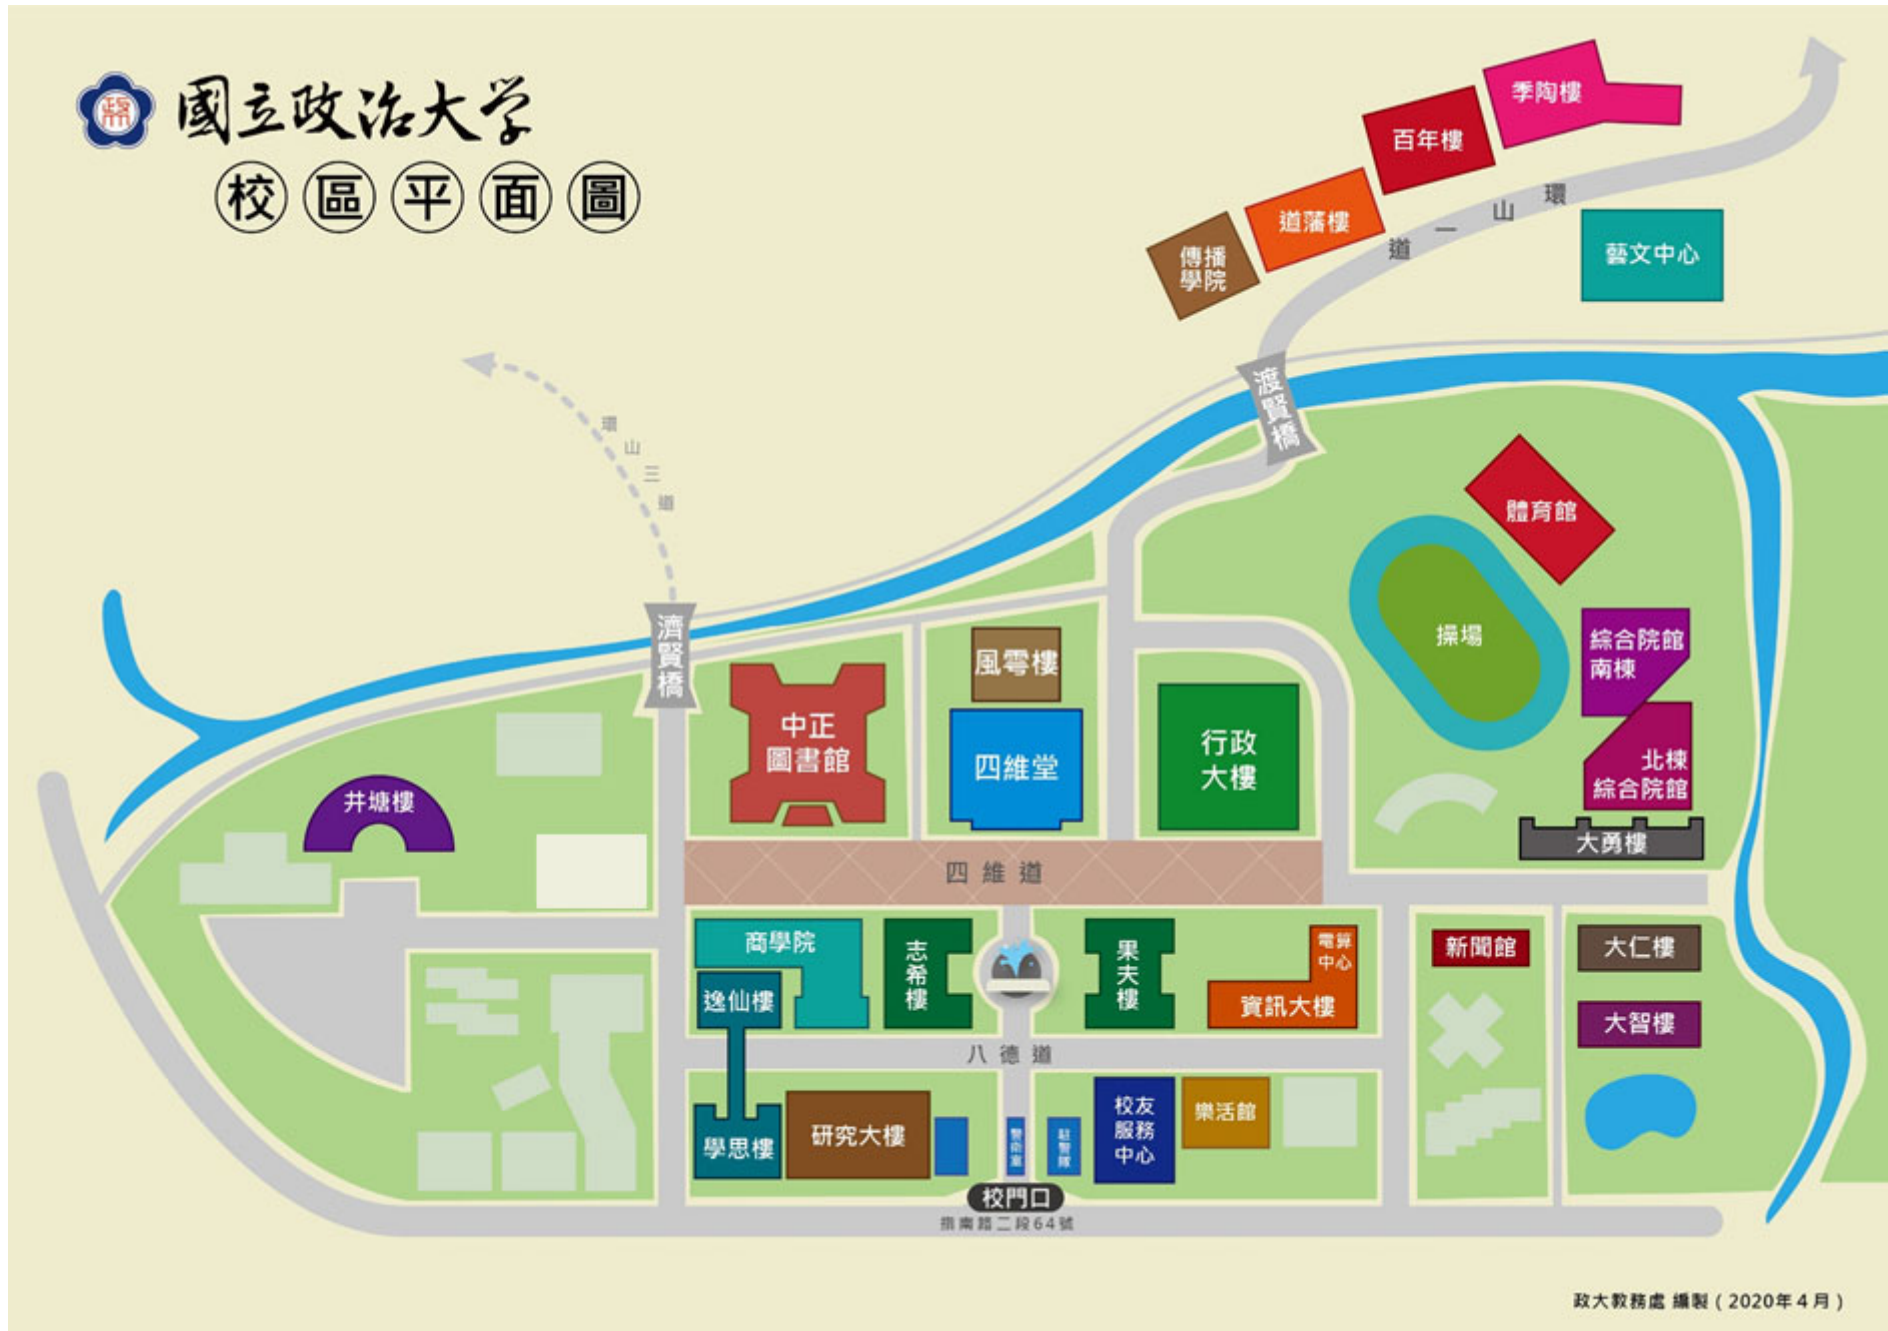 國立政治大学
校區平面圖
季陶樓
百年樓
道藩樓
傳播
學院
環山一道
藝文中心
渡賢橋
環山三道
濟賢橋
體育館
操場
綜合院館
南棟
北棟
綜合院館
大勇樓
風雩樓
中正
圖書館
四維堂
行政
大樓
井塘樓
四維道
商學院
志希樓
果夫樓
電算
中心
資訊大樓
新聞館
大仁樓
逸仙樓
大智樓
八德道
學思樓
研究大樓
警衛室
駐警隊
校友
服務
中心
樂活館
校門口
指南路二段64號
政大教務處 編製(2020年4月)